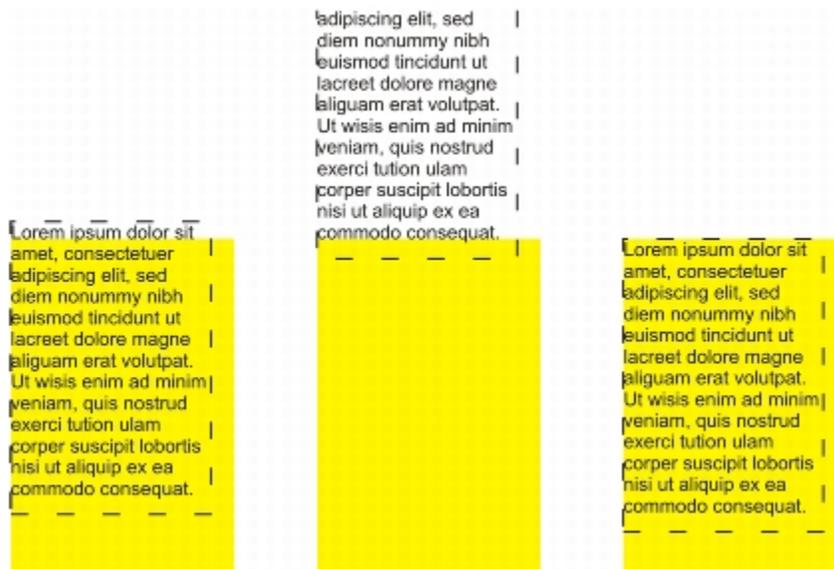 Lorem ipsum dolor sit
amet, consectetuer
adipiscing elit, sed
diem nonummy nibh
euismod tincidunt ut
lacreet dolore magne
aliguam erat volutpat.
Ut wisis enim ad minim
veniam, quis nostrud
exerci tution ulam
corper suscipit lobortis
nisi ut aliquip ex ea
commodo consequat.
adipiscing elit, sed
diem nonummy nibh
euismod tincidunt ut
lacreet dolore magne
aliguam erat volutpat.
Ut wisis enim ad minim
veniam, quis nostrud
exerci tution ulam
corper suscipit lobortis
nisi ut aliquip ex ea
commodo consequat.
Lorem ipsum dolor sit
amet, consectetuer
adipiscing elit, sed
diem nonummy nibh
euismod tincidunt ut
lacreet dolore magne
aliguam erat volutpat.
Ut wisis enim ad minim
veniam, quis nostrud
exerci tution ulam
corper suscipit lobortis
nisi ut aliquip ex ea
commodo consequat.